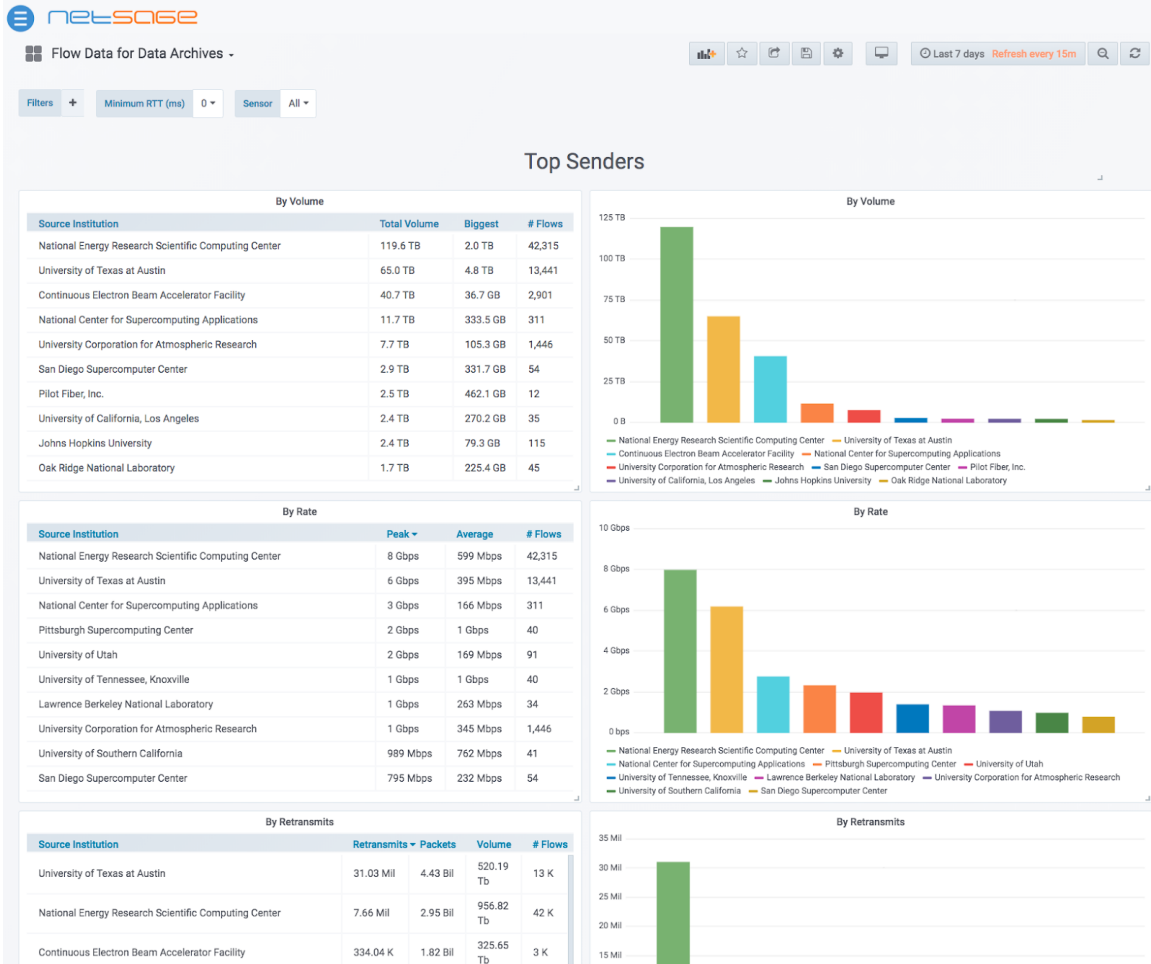 netsage
Flow Data for Data Archives
Last 7 days Refresh every 15m
Filters + Minimum RTT (ms) 0 Sensor All
Top Senders
By Volume
Source Institution Total Volume Biggest # Flows
National Energy Research Scientific Computing Center 119.6 TB 2.0 TB 42,315
University of Texas at Austin 65.0 TB 4.8 TB 13,441
Continuous Electron Beam Accelerator Facility 40.7 TB 36.7 GB 2,901
National Center for Supercomputing Applications 11.7 TB 333.5 GB 311
University Corporation for Atmospheric Research 7.7 TB 105.3 GB 1,446
San Diego Supercomputer Center 2.9 TB 331.7 GB 54
Pilot Fiber, Inc. 2.5 TB 462.1 GB 12
University of California, Los Angeles 2.4 TB 270.2 GB 35
Johns Hopkins University 2.4 TB 79.3 GB 115
Oak Ridge National Laboratory 1.7 TB 225.4 GB 45
By Volume
125 TB
100 TB
75 TB
50 TB
25 TB
0 B
National Energy Research Scientific Computing Center University of Texas at Austin
Continuous Electron Beam Accelerator Facility National Center for Supercomputing Applications
University Corporation for Atmospheric Research San Diego Supercomputer Center Pilot Fiber, Inc.
University of California, Los Angeles Johns Hopkins University Oak Ridge National Laboratory
By Rate
Source Institution Peak Average # Flows
National Energy Research Scientific Computing Center 8 Gbps 599 Mbps 42,315
University of Texas at Austin 6 Gbps 395 Mbps 13,441
National Center for Supercomputing Applications 3 Gbps 166 Mbps 311
Pittsburgh Supercomputing Center 2 Gbps 1 Gbps 40
University of Utah 2 Gbps 169 Mbps 91
University of Tennessee, Knoxville 1 Gbps 1 Gbps 40
Lawrence Berkeley National Laboratory 1 Gbps 263 Mbps 34
University Corporation for Atmospheric Research 1 Gbps 345 Mbps 1,446
University of Southern California 989 Mbps 762 Mbps 41
San Diego Supercomputer Center 795 Mbps 232 Mbps 54
By Rate
10 Gbps
8 Gbps
6 Gbps
4 Gbps
2 Gbps
0 bps
National Energy Research Scientific Computing Center University of Texas at Austin
National Center for Supercomputing Applications Pittsburgh Supercomputing Center University of Utah
University of Tennessee, Knoxville Lawrence Berkeley National Laboratory University Corporation for Atmospheric Research
University of Southern California San Diego Supercomputer Center
By Retransmits
Source Institution Retransmits Packets Volume # Flows
University of Texas at Austin 31.03 Mil 4.43 Bil 520.19 Tb 13 K
National Energy Research Scientific Computing Center 7.66 Mil 2.95 Bil 956.82 Tb 42 K
Continuous Electron Beam Accelerator Facility 334.04 K 1.82 Bil 325.65 Tb 3 K
By Retransmits
35 Mil
30 Mil
25 Mil
20 Mil
15 Mil